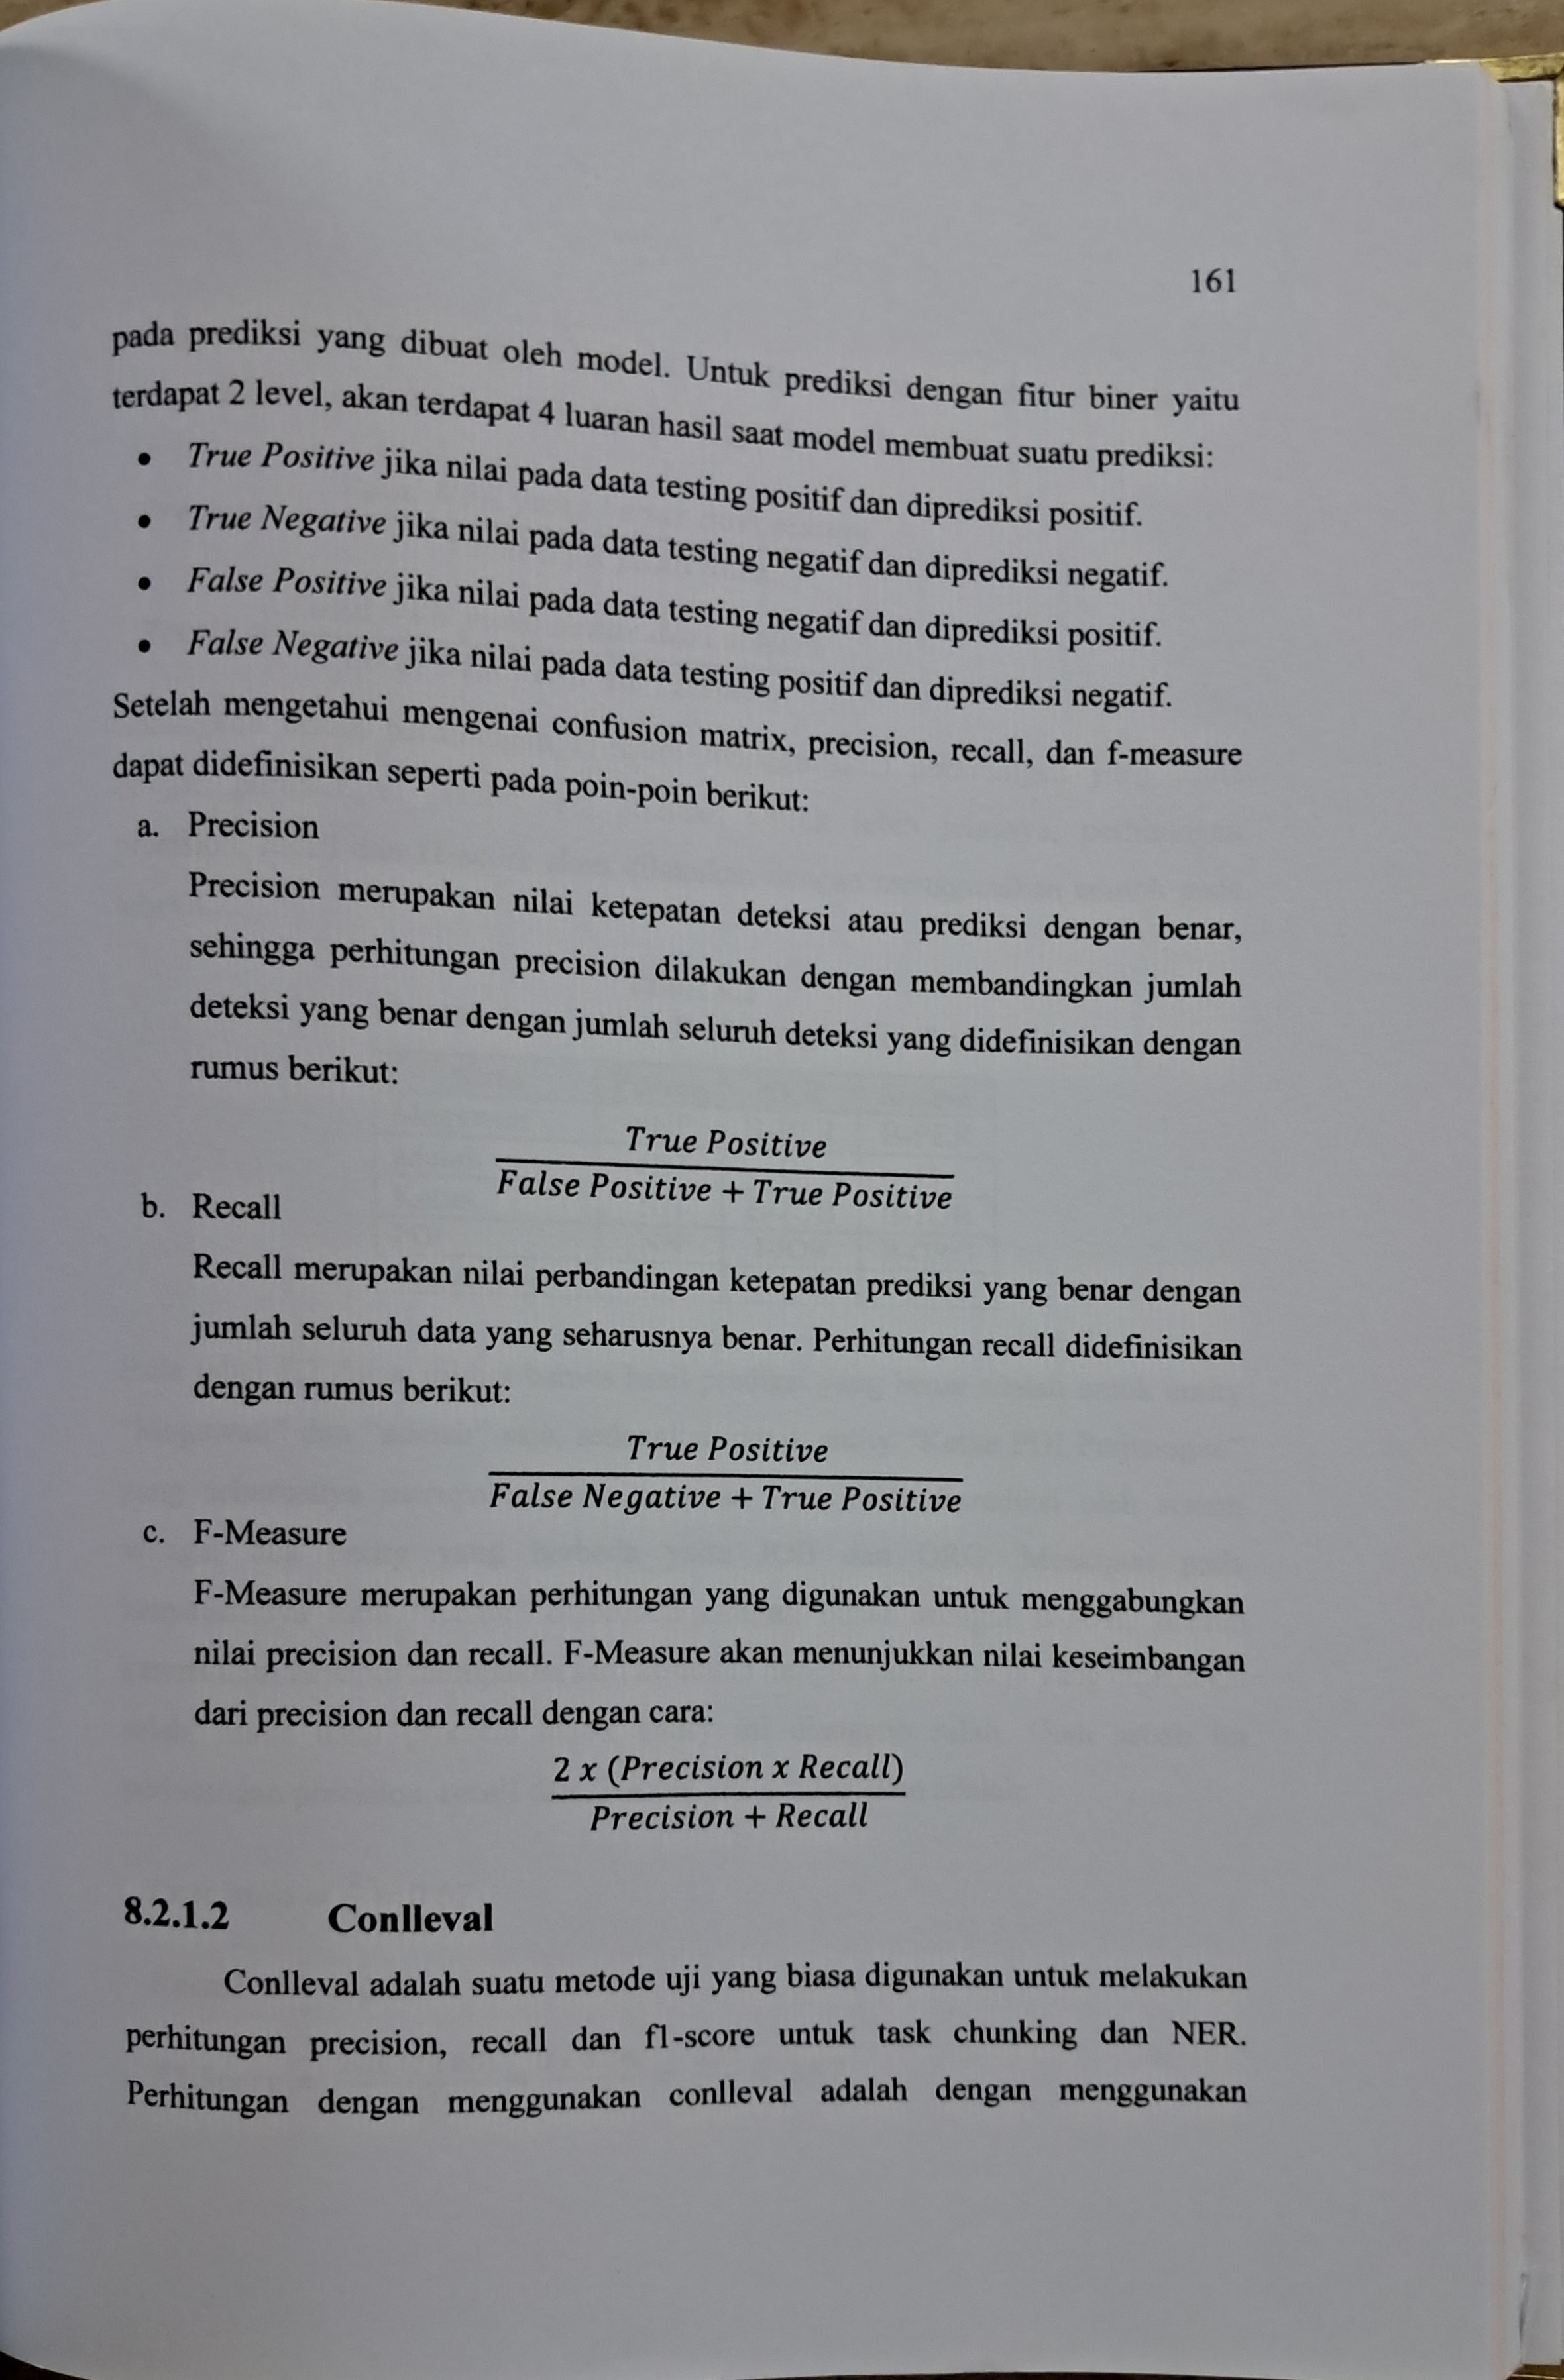 161
pada prediksi yang dibuat oleh model. Untuk prediksi dengan fitur biner yaitu
terdapat 2 level, akan terdapat 4 luaran hasil saat model membuat suatu prediksi:
• True Positive jika nilai pada data testing positif dan diprediksi positif.
• True Negative jika nilai pada data testing negatif dan diprediksi negatif.
• False Positive jika nilai pada data testing negatif dan diprediksi positif.
• False Negative jika nilai pada data testing positif dan diprediksi negatif.
Setelah mengetahui mengenai confusion matrix, precision, recall, dan f-measure
dapat didefinisikan seperti pada poin-poin berikut:
a. Precision
Precision merupakan nilai ketepatan deteksi atau prediksi dengan benar,
sehingga perhitungan precision dilakukan dengan membandingkan jumlah
deteksi yang benar dengan jumlah seluruh deteksi yang didefinisikan dengan
rumus berikut:
True Positive
False Positive + True Positive
b. Recall
Recall merupakan nilai perbandingan ketepatan prediksi yang benar dengan
jumlah seluruh data yang seharusnya benar. Perhitungan recall didefinisikan
dengan rumus berikut:
True Positive
False Negative + True Positive
c. F-Measure
F-Measure merupakan perhitungan yang digunakan untuk menggabungkan
nilai precision dan recall. F-Measure akan menunjukkan nilai keseimbangan
dari precision dan recall dengan cara:
2 x (Precision x Recall)
Precision + Recall
8.2.1.2 Conlleval
Conlleval adalah suatu metode uji yang biasa digunakan untuk melakukan
perhitungan precision, recall dan f1-score untuk task chunking dan NER.
Perhitungan dengan menggunakan conlleval adalah dengan menggunakan